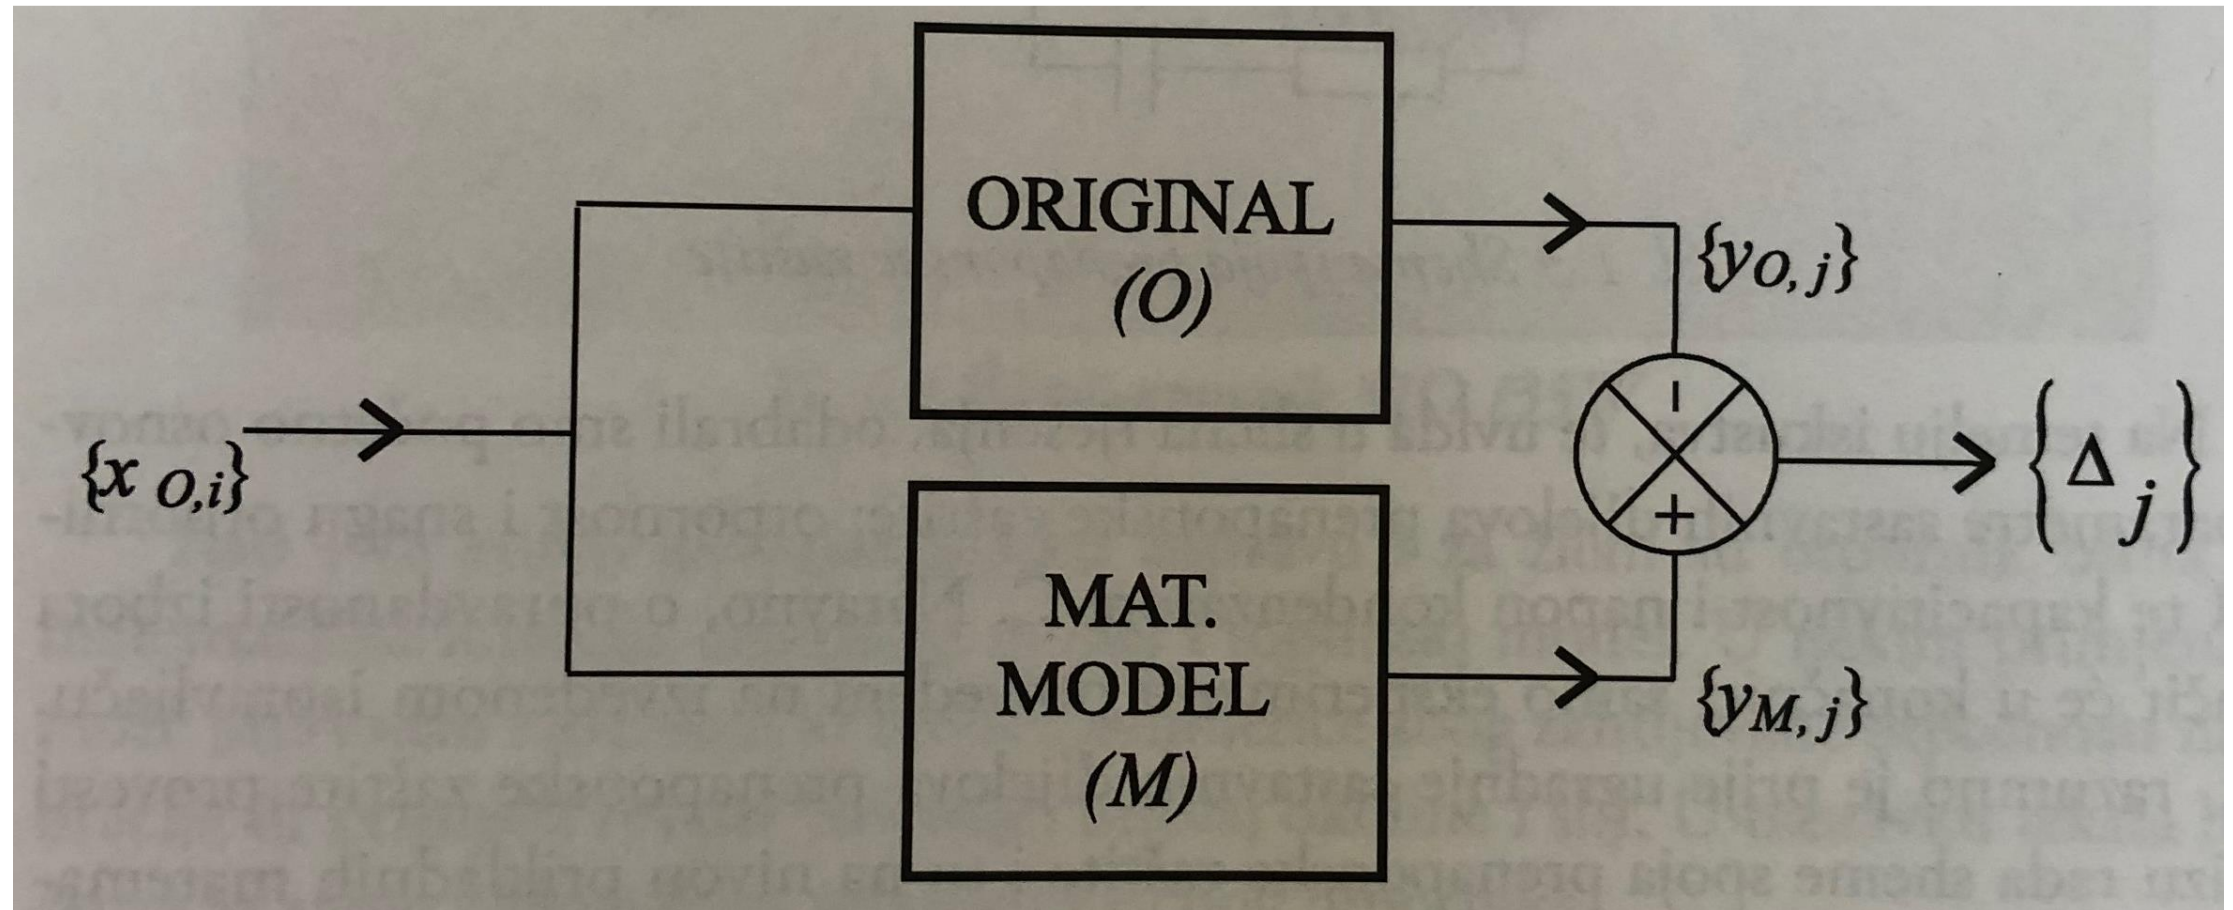 ORIGINAL
(O)
{y_{O, j}}
{x_{O,i}}
-
+
{Δ_j}
MAT.
MODEL
(M)
{y_{M, j}}